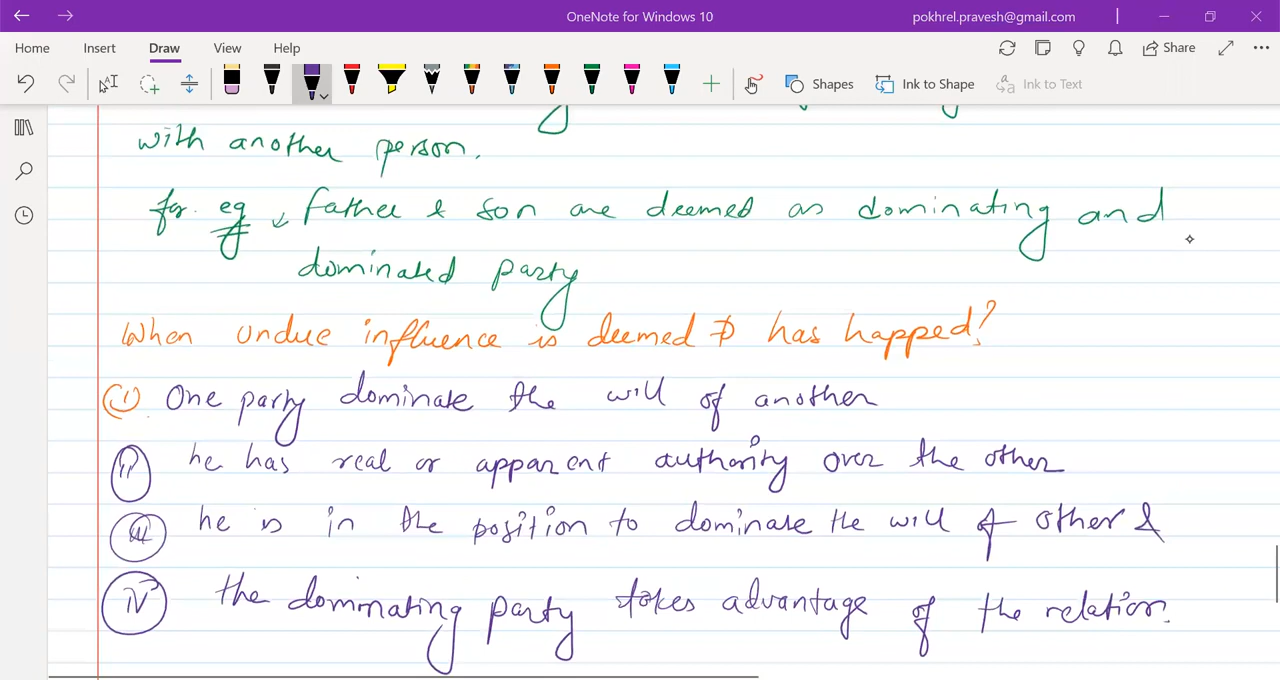 OneNote for Windows 10
pokhrel.pravesh@gmail.com
Home Insert Draw View Help
Share
Shapes Ink to Shape Ink to Text
with another person.
for eg Father & son are deemed as dominating and
dominated party
When undue influence is deemed has happed?
(i) One party dominate the will of another
(ii) he has real or apparent authority over the other
he is in the position to dominate the will of other &
(iv) the dominating party takes advantage of the relation.